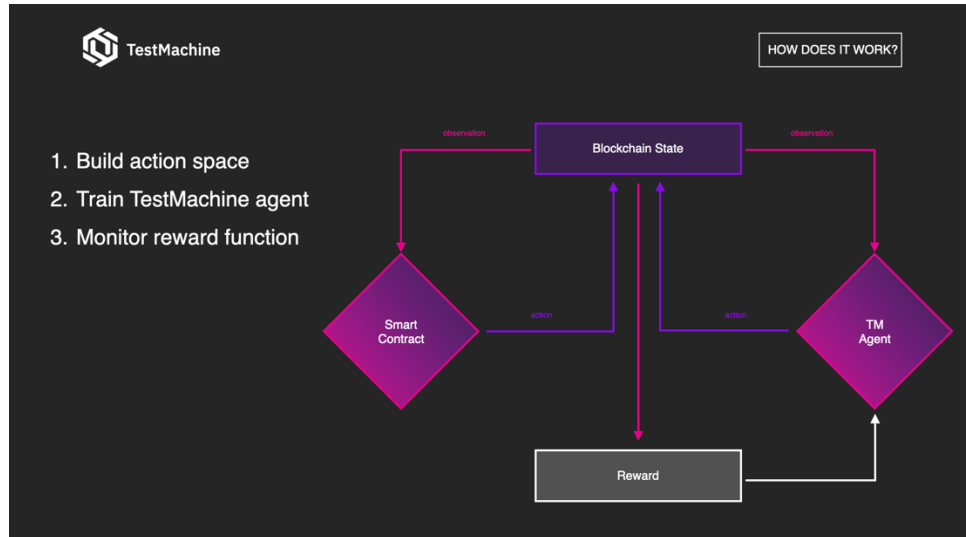 TestMachine
HOW DOES IT WORK?
1. Build action space
2. Train TestMachine agent
3. Monitor reward function
observation
Blockchain State
observation
Smart
Contract
action
action
TM
Agent
Reward